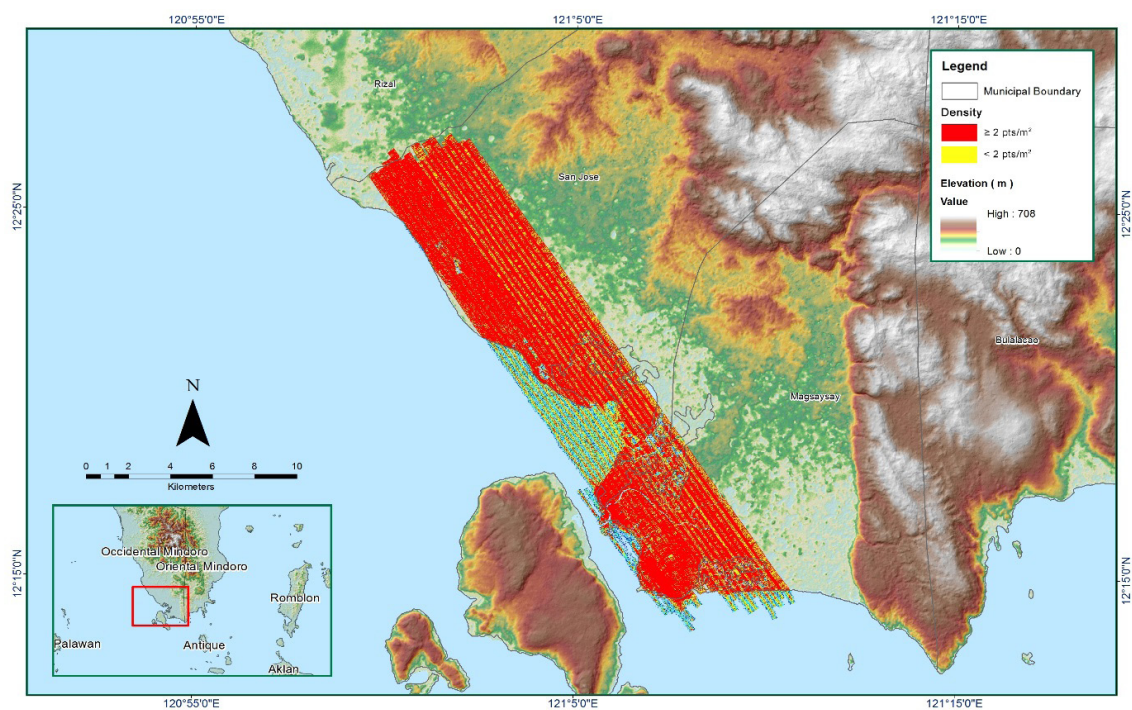 120°55'0"E
121°5'0"E
121°15'0"E
Rizal
San Jose
Legend
Municipal Boundary
Density
≥ 2 pts/m²
< 2 pts/m²
Elevation ( m )
Value
High : 708
Low : 0
12°25'0"N
12°25'0"N
Bulalacao
Magsaysay
N
0 1 2 4 6 8 10
Kilometers
Occidental Mindoro
Oriental Mindoro
Romblon
Palawan
Antique
Aklan
12°15'0"N
12°15'0"N
120°55'0"E
121°5'0"E
121°15'0"E